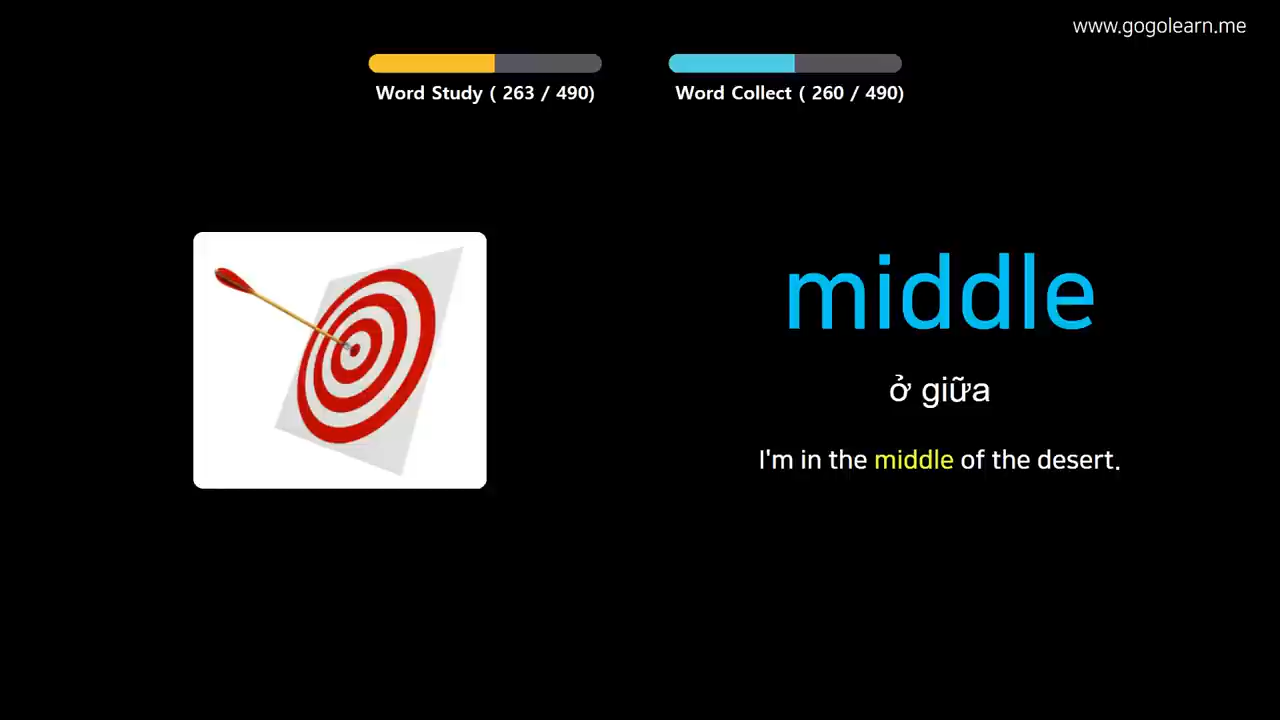 www.gogolearn.me
Word Study ( 263 / 490)
Word Collect ( 260 / 490)
middle
ở giữa
I'm in the middle of the desert.